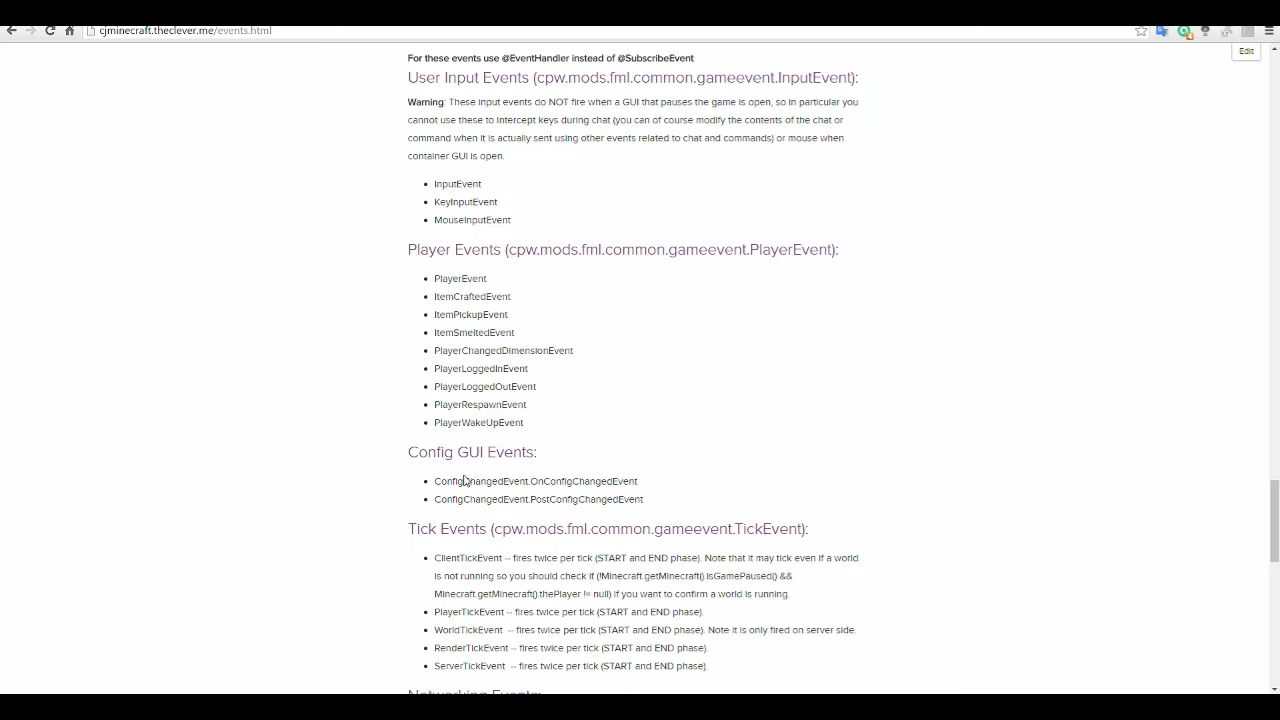 cjminecraft.theclever.me/events.html
Edit
For these events use @EventHandler instead of @SubscribeEvent
User Input Events (cpw.mods.fml.common.gameevent.InputEvent):
Warning: These input events do NOT fire when a GUI that pauses the game is open, so in particular you
cannot use these to intercept keys during chat (you can of course modify the contents of the chat or
command when it is actually sent using other events related to chat and commands) or mouse when
container GUI is open.
InputEvent
KeyInputEvent
MouseInputEvent
Player Events (cpw.mods.fml.common.gameevent.PlayerEvent):
PlayerEvent
ItemCraftedEvent
ItemPickupEvent
ItemSmeltedEvent
PlayerChangedDimensionEvent
PlayerLoggedInEvent
PlayerLoggedOutEvent
PlayerRespawnEvent
PlayerWakeUpEvent
Config GUI Events:
ConfigChangedEvent.OnConfigChangedEvent
ConfigChangedEvent.PostConfigChangedEvent
Tick Events (cpw.mods.fml.common.gameevent.TickEvent):
ClientTickEvent -- fires twice per tick (START and END phase). Note that it may tick even if a world
is not running so you should check if (!Minecraft.getMinecraft().isGamePaused() &&
Minecraft.getMinecraft().thePlayer != null) if you want to confirm a world is running.
PlayerTickEvent -- fires twice per tick (START and END phase).
WorldTickEvent -- fires twice per tick (START and END phase). Note it is only fired on server side.
RenderTickEvent -- fires twice per tick (START and END phase).
ServerTickEvent -- fires twice per tick (START and END phase).
Networking Events: